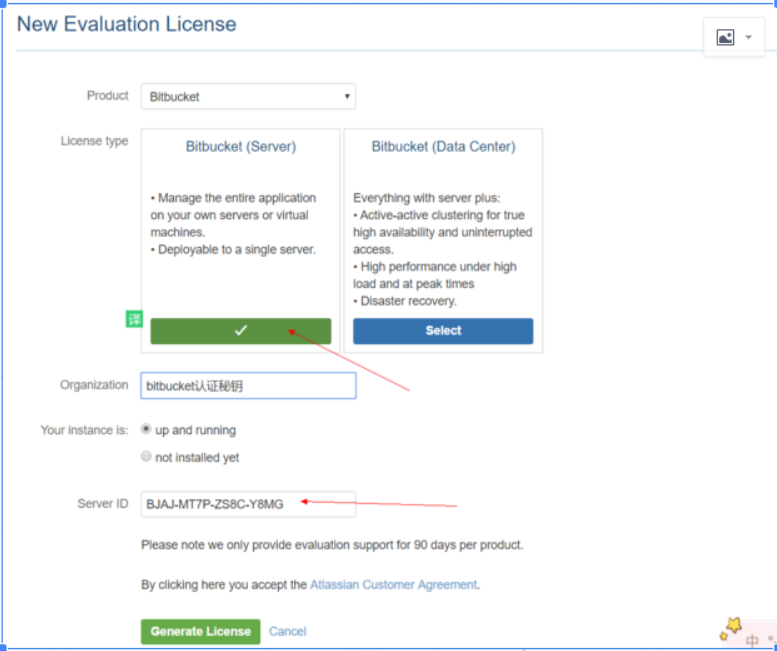 New Evaluation License
Product
Bitbucket
License type
Bitbucket (Server)
• Manage the entire application
on your own servers or virtual
machines.
• Deployable to a single server.
Bitbucket (Data Center)
Everything with server plus:
• Active-active clustering for true
high availability and uninterrupted
access.
• High performance under high
load and at peak times
• Disaster recovery.
译
Select
Organization
bitbucket认证秘钥
Your instance is:
up and running
not installed yet
Server ID
BJAJ-MT7P-ZS8C-Y8MG
Please note we only provide evaluation support for 90 days per product.
By clicking here you accept the Atlassian Customer Agreement.
Generate License
Cancel
中